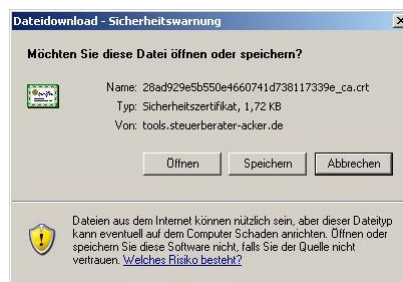 Dateidownload - Sicherheitswarnung
Möchten Sie diese Datei öffnen oder speichern?
Name: 28ad929e5b550e4660741d738117339e_ca.crt
Typ: Sicherheitszertifikat, 1,72 KB
Von: tools.steuerberater-acker.de
Öffnen Speichern Abbrechen
Dateien aus dem Internet können nützlich sein, aber dieser Dateityp
kann eventuell auf dem Computer Schaden anrichten. Öffnen oder
speichern Sie diese Software nicht, falls Sie der Quelle nicht
vertrauen. Welches Risiko besteht?